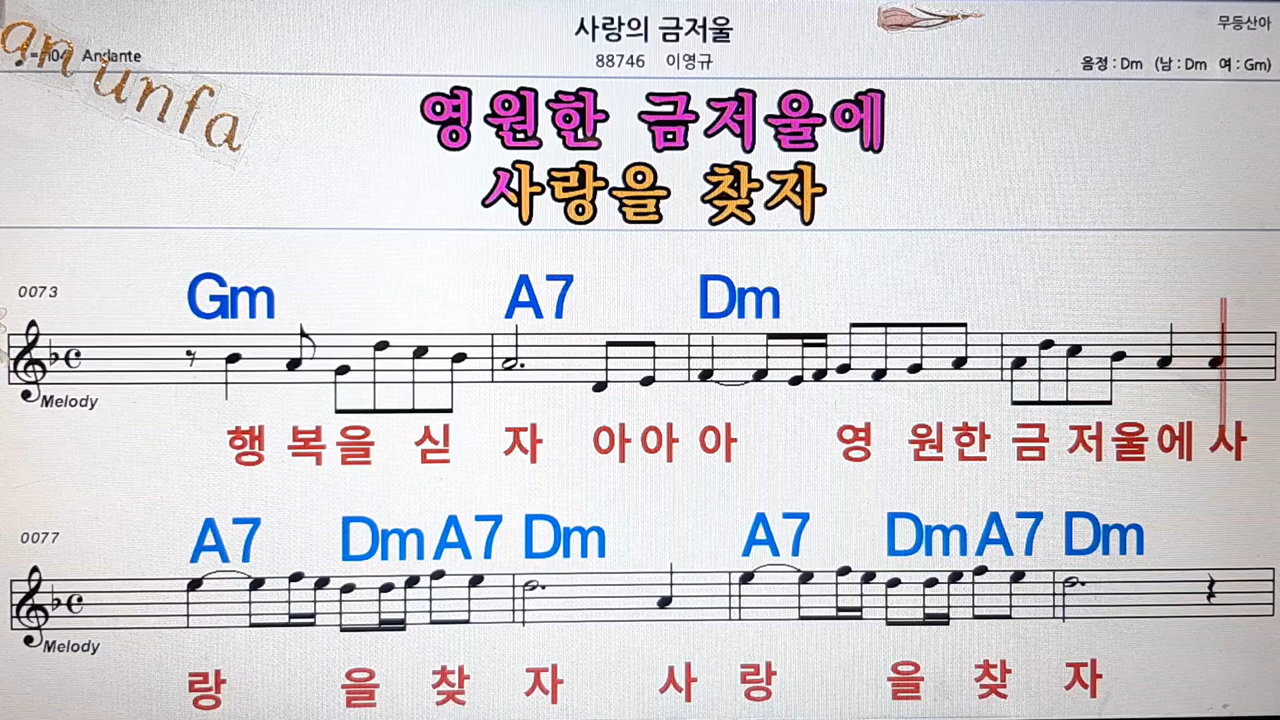 사랑의 금저울
무등산아
an unfa
Andante
88746 이영규
음정 : Dm (남 : Dm 여 : Gm)
영원한 금저울에
사랑을 찾자
0073
Gm A7 Dm
Melody
행 복을 싣 자 아아 아 영 원한 금 저울에 사
0077
A7 Dm A7 Dm A7 Dm A7 Dm
Melody
랑 을 찾 자 사 랑 을 찾 자